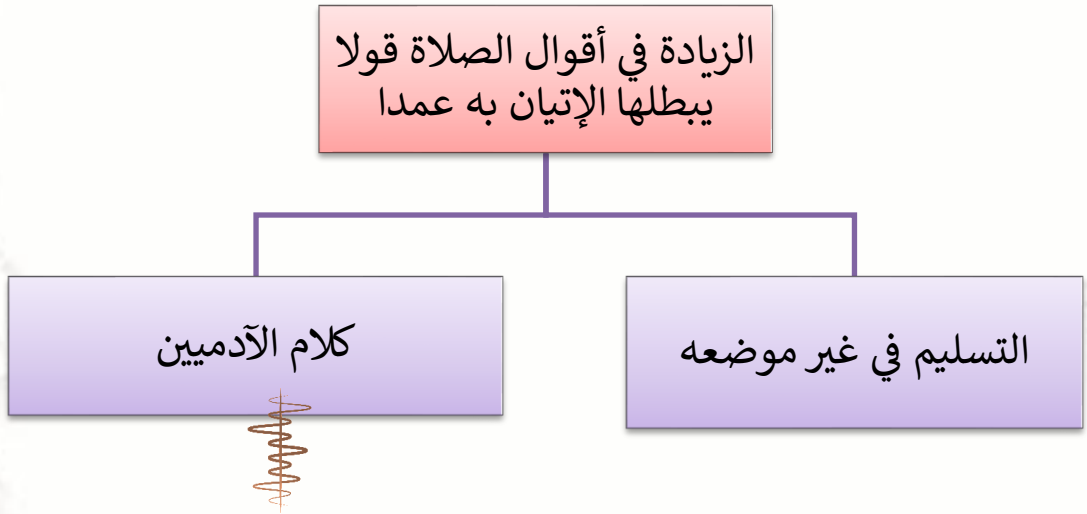 الزيادة في أقوال الصلاة قولا
يبطلها الإتيان به عمدا
التسليم في غير موضعه
كلام الآدميين